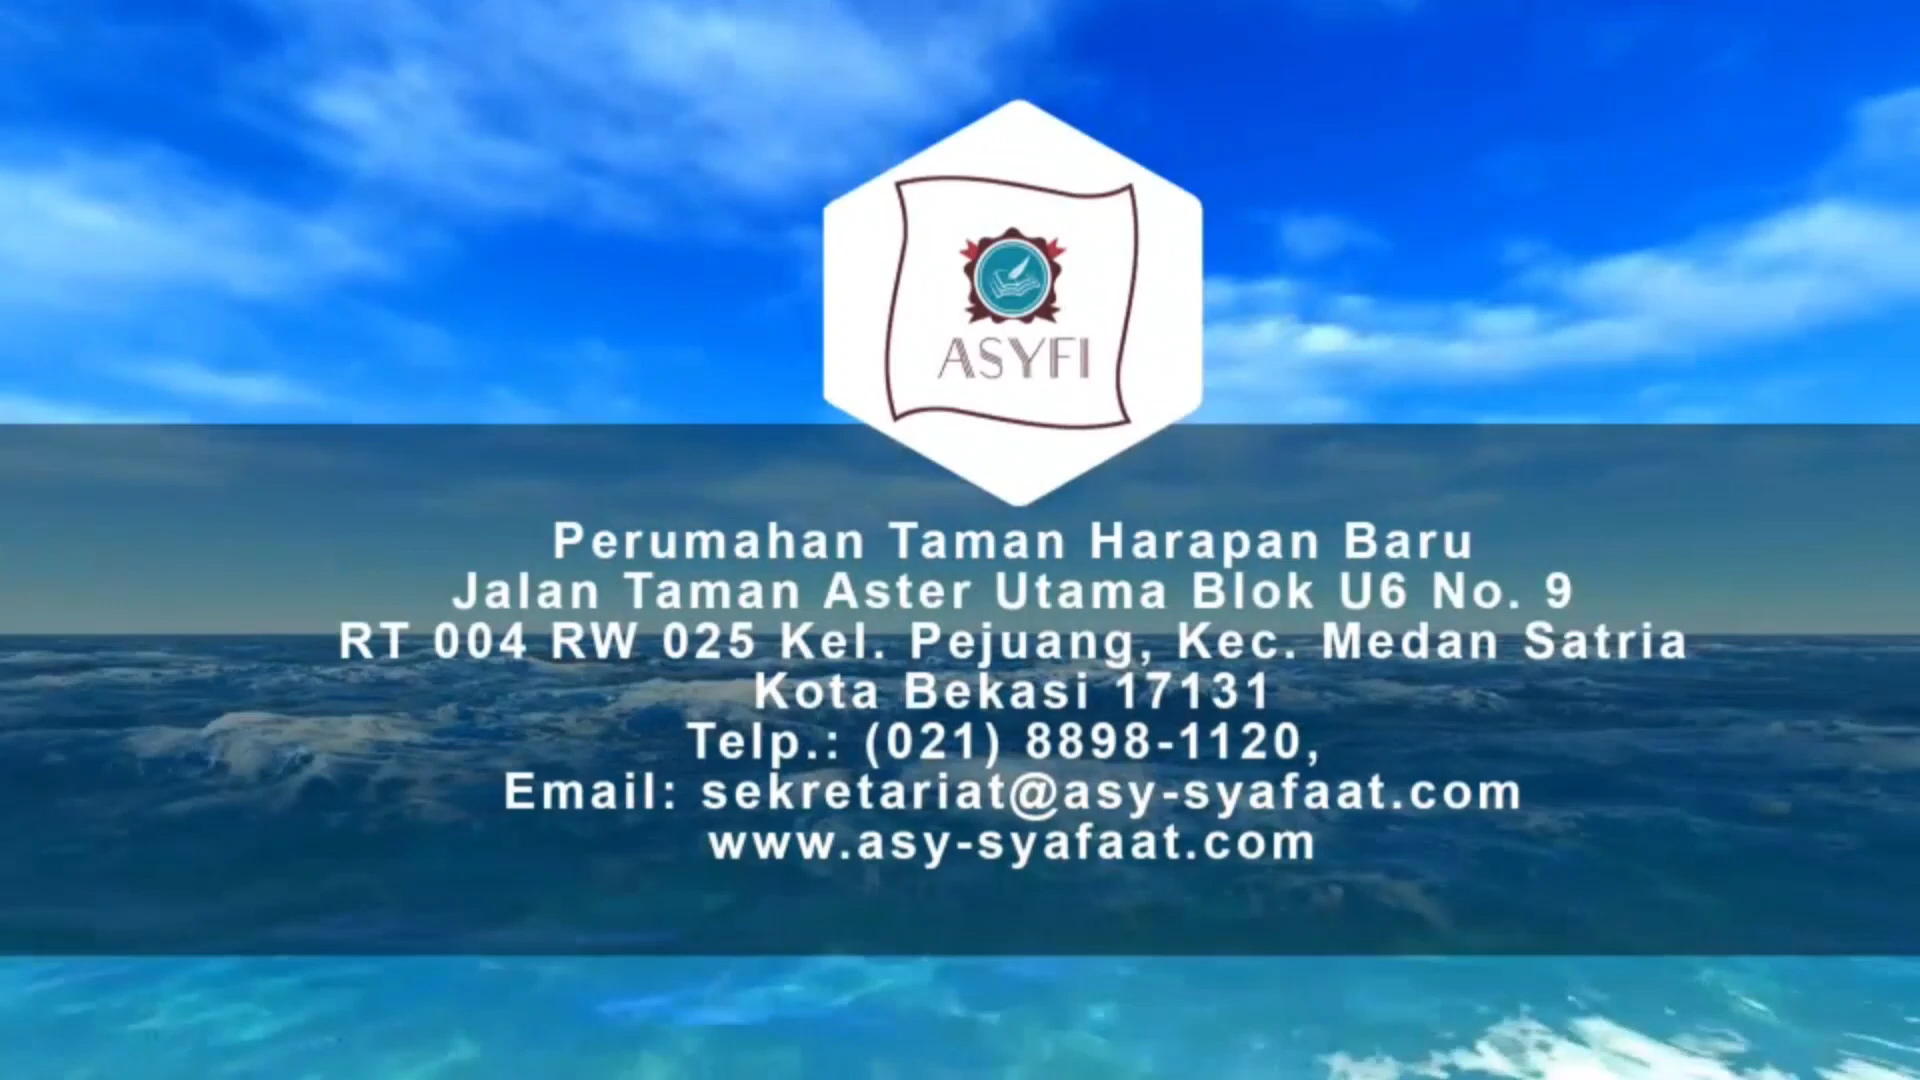 ASYFI
Perumahan Taman Harapan Baru
Jalan Taman Aster Utama Blok U6 No. 9
RT 004 RW 025 Kel. Pejuang, Kec. Medan Satria
Kota Bekasi 17131
Telp.: (021) 8898-1120,
Email: sekretariat@asy-syafaat.com
www.asy-syafaat.com